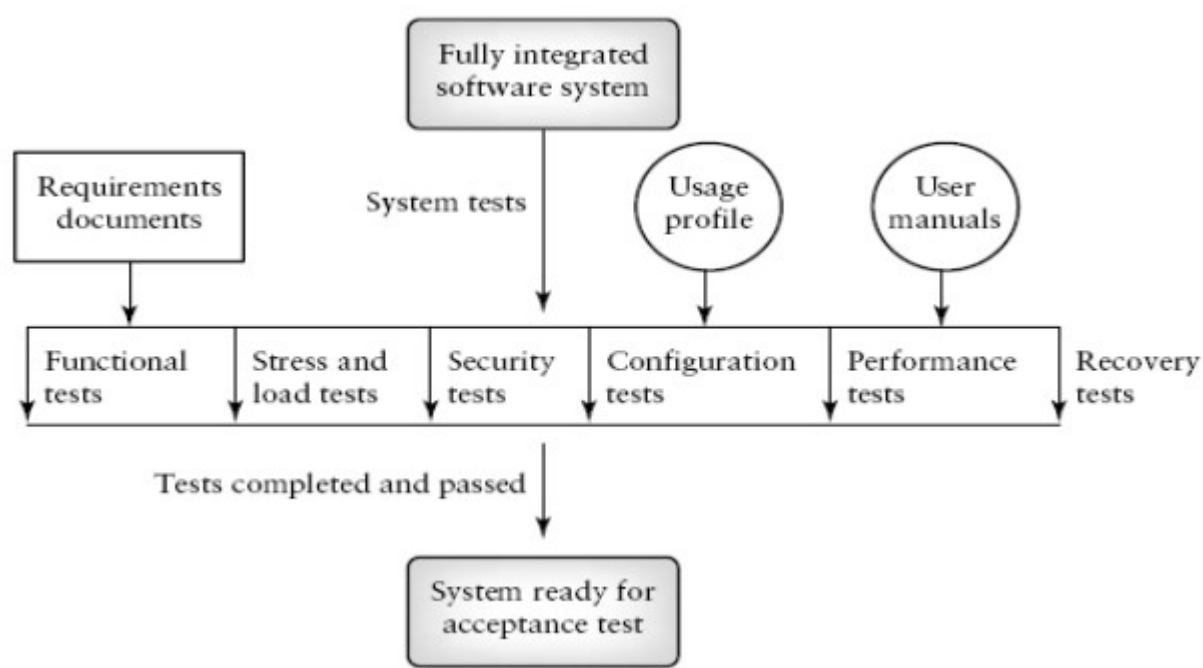 Fully integrated
software system
Requirements
documents
System tests
Usage
profile
User
manuals
Functional
tests
Stress and
load tests
Security
tests
Configuration
tests
Performance
tests
Recovery
tests
Tests completed and passed
System ready for
acceptance test